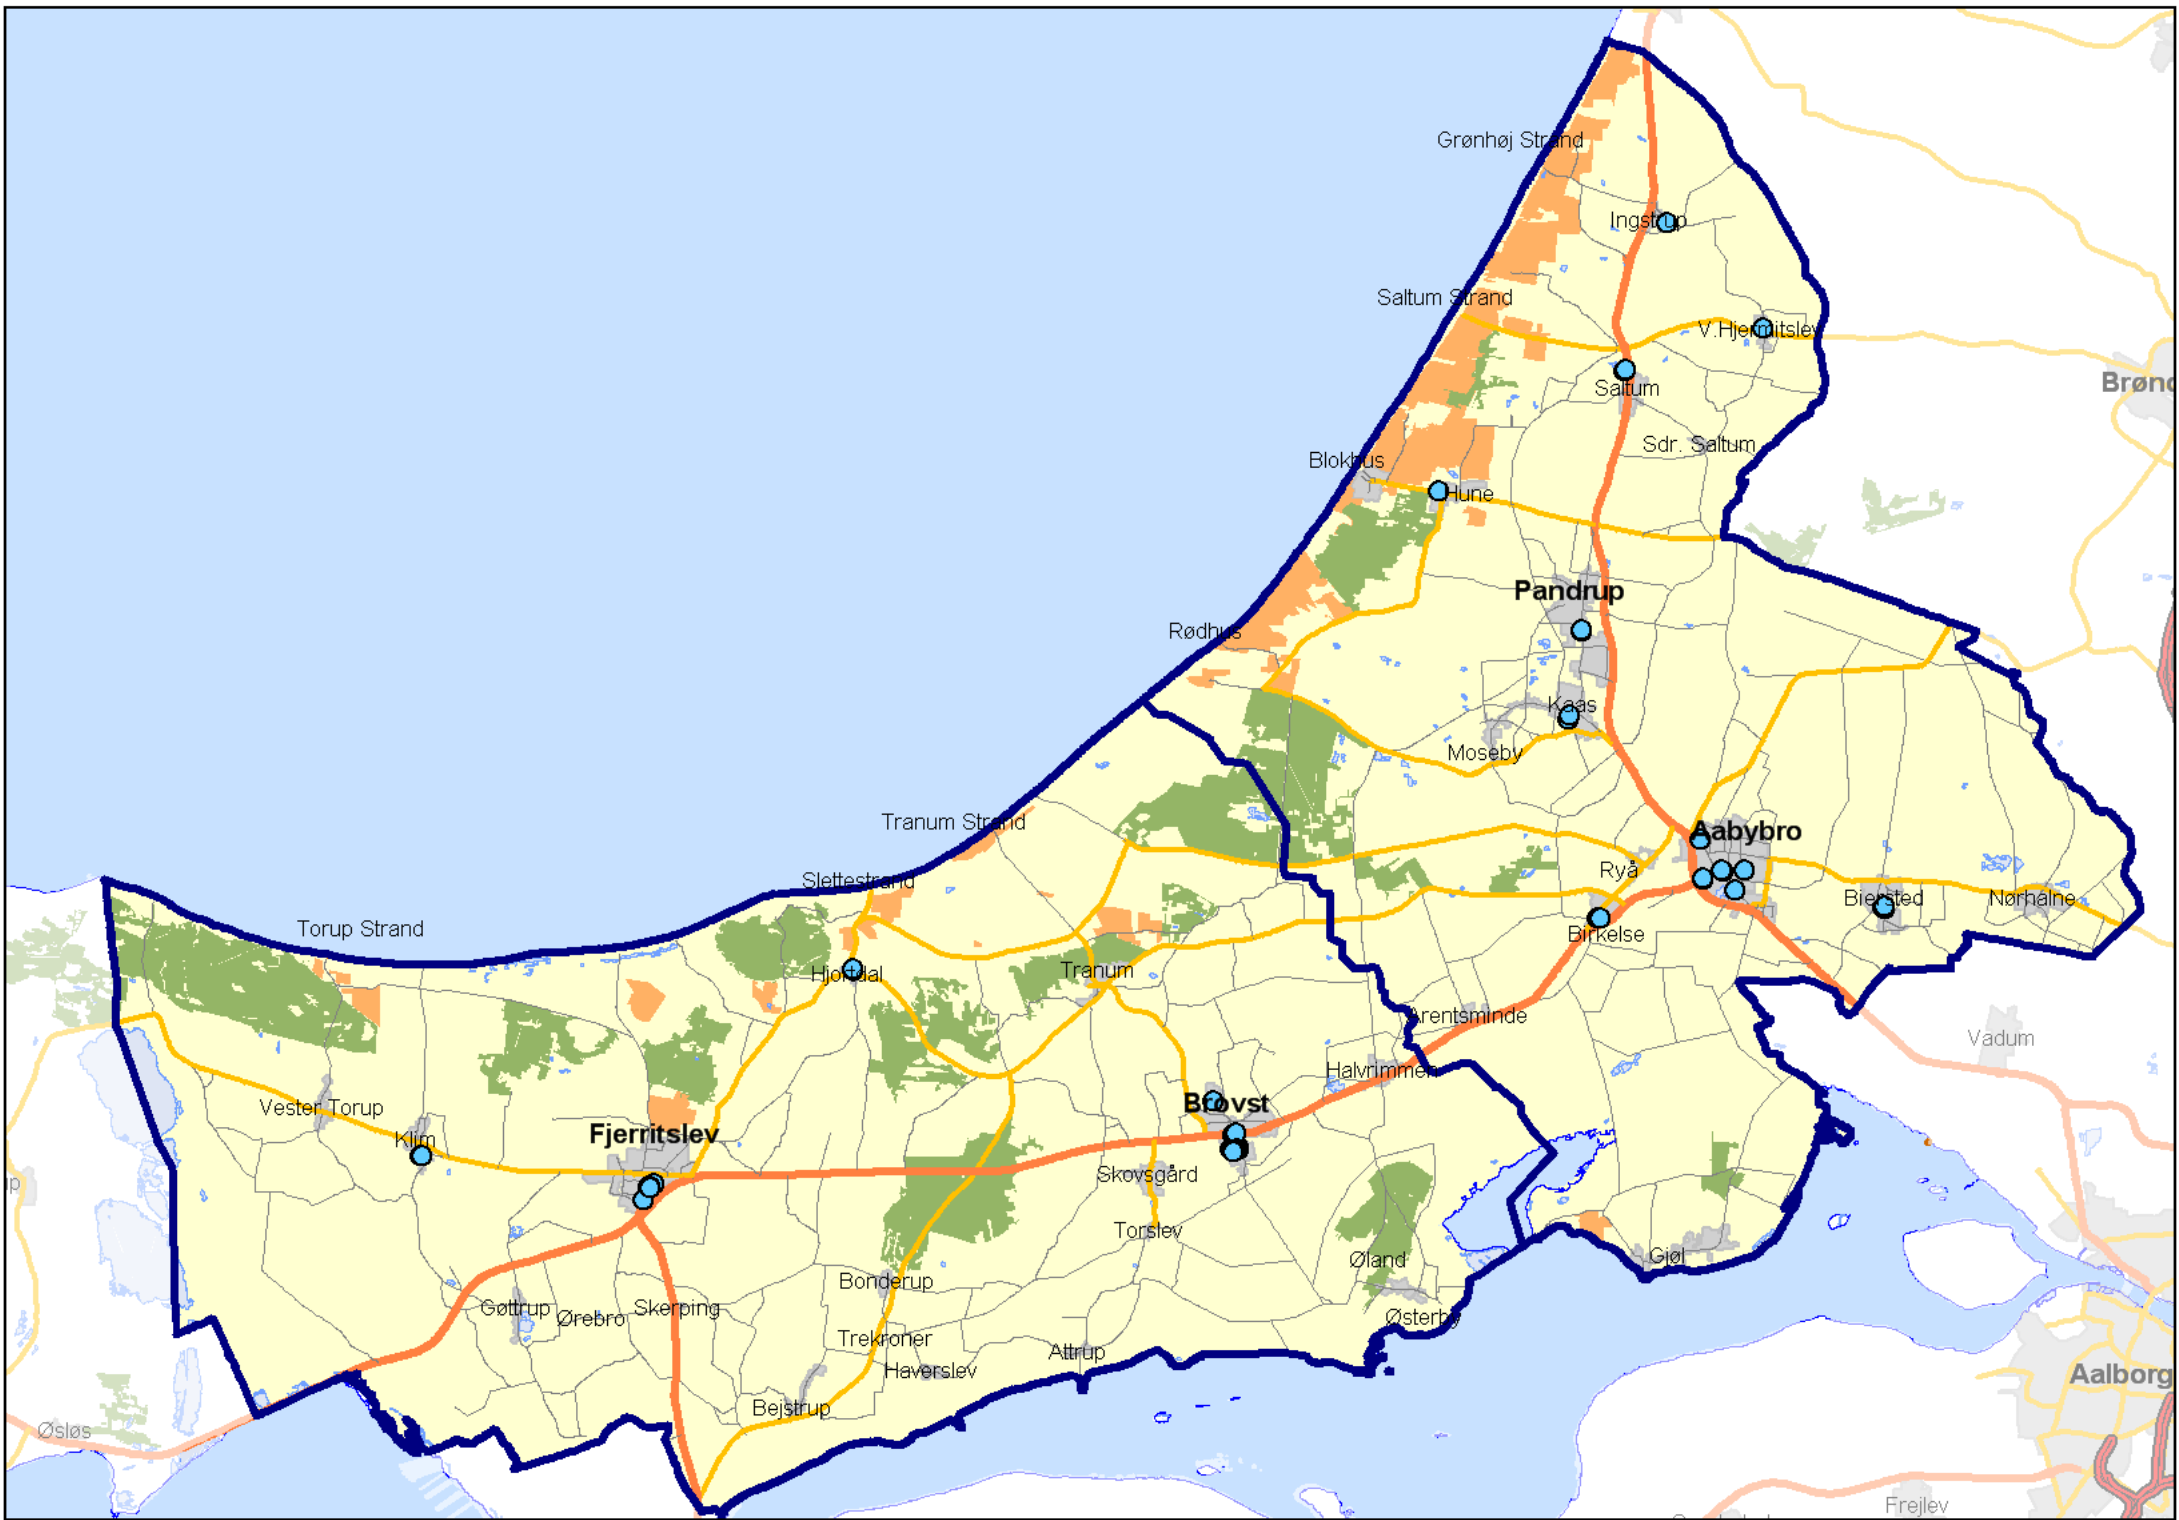 Grønhøj Strand
Ingstrup
Saltum Strand
V.Hjermitslev
Saltum
Brønd
Sdr. Saltum
Blokhus
Hune
Pandrup
Rødhus
Kaas
Moseby
Tranum Strand
Aabybro
Ryå
Slettestrand
Biersted
Nørhalne
Torup Strand
Birkelse
Hjortdal
Tranum
Arentsminde
Vadum
Halvrimmen
Vester Torup
Brovst
Klim
Fjerritslev
Skovsgård
Torslev
Øland
Gjøl
Bonderup
Gøttrup
Ørebro
Skerping
Østerby
Trekroner
Attrup
Haverslev
Aalborg
Bejstrup
Øsløs
Frejlev